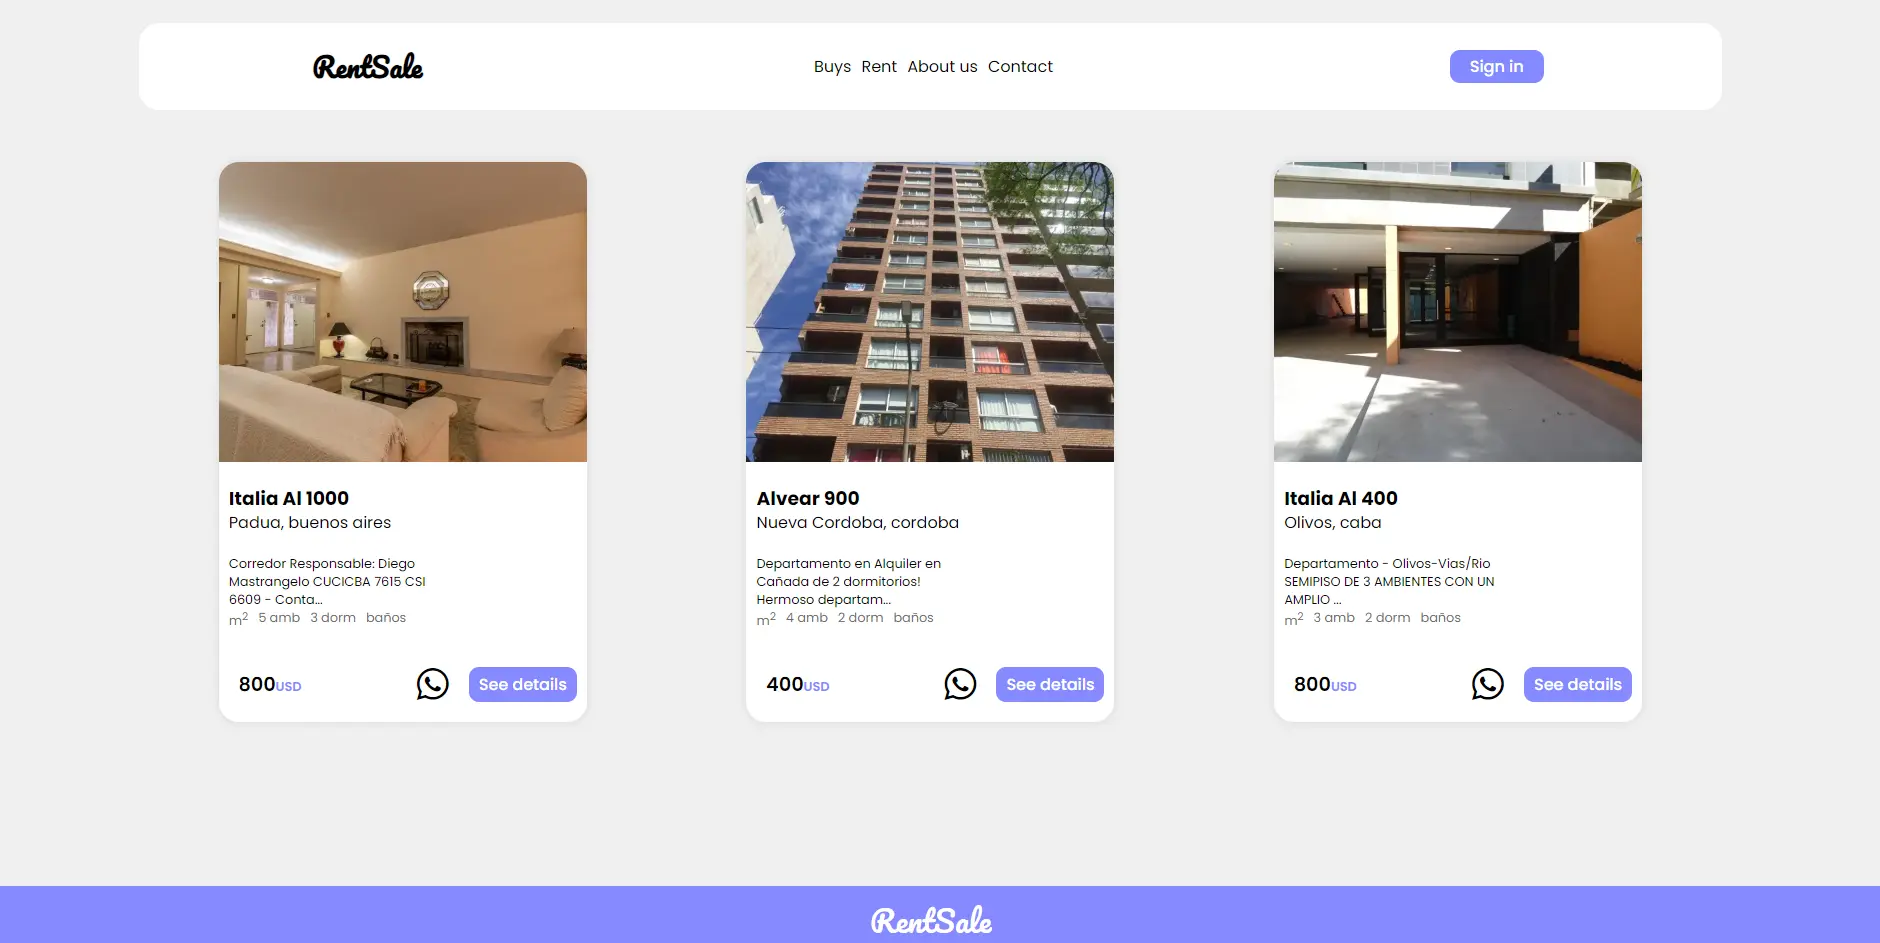 RentSale
Buys Rent About us Contact
Sign in
Italia Al 1000
Padua, buenos aires
Corredor Responsable: Diego
Mastrangelo CUCICBA 7615 CSI
6609 - Conta...
m² 5 amb 3 dorm baños
800USD
See details
Alvear 900
Nueva Cordoba, cordoba
Departamento en Alquiler en
Cañada de 2 dormitorios!
Hermoso departam...
m² 4 amb 2 dorm baños
400USD
See details
Italia Al 400
Olivos, caba
Departamento - Olivos-Vias/Rio
SEMIPISO DE 3 AMBIENTES CON UN
AMPLIO ...
m² 3 amb 2 dorm baños
800USD
See details
RentSale